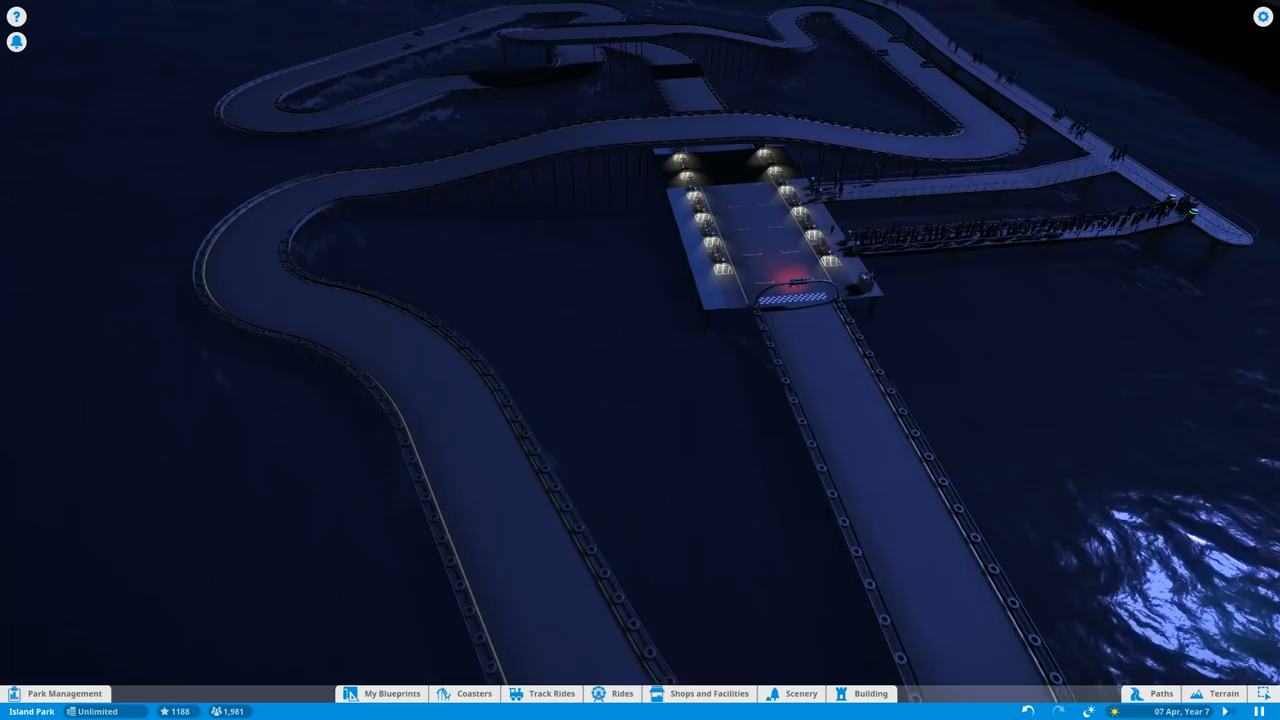 ?
Park Management
My Blueprints
Coasters
Track Rides
Rides
Shops and Facilities
Scenery
Building
Paths
Terrain
Island Park
Unlimited
1188
1,981
07 Apr, Year 7